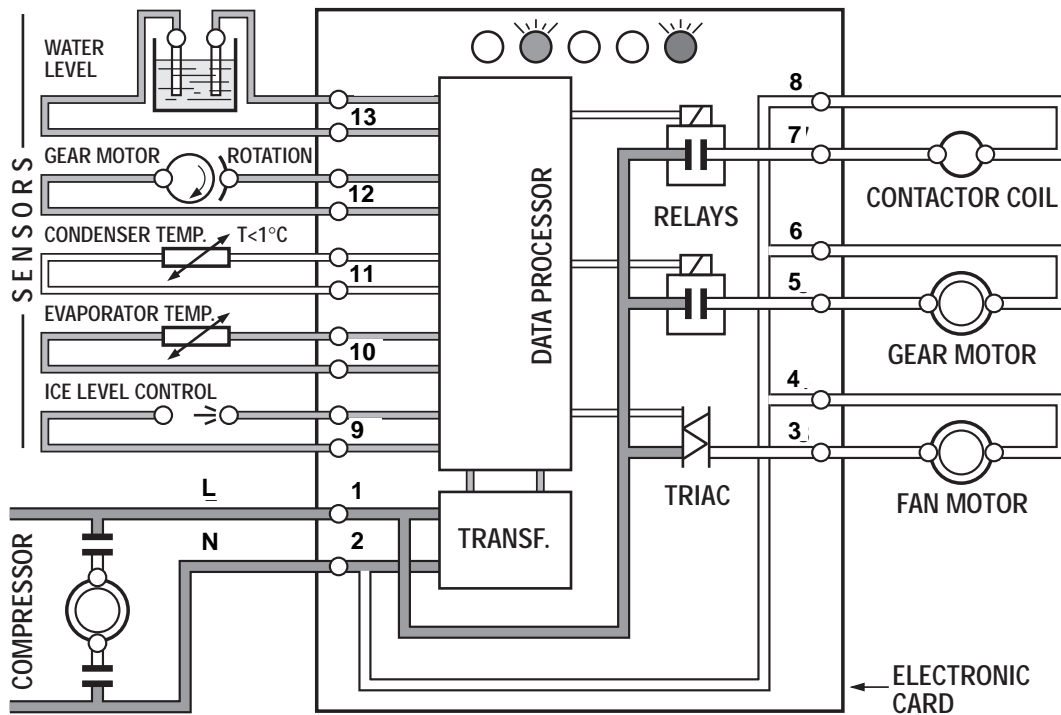 WATER
LEVEL
13
GEAR MOTOR ROTATION
12
CONDENSER TEMP. T<1°C
11
EVAPORATOR TEMP.
10
ICE LEVEL CONTROL
9
SENSORS
L
1
N
2
COMPRESSOR
DATA PROCESSOR
TRANSF.
RELAYS
TRIAC
8
7
CONTACTOR COIL
6
5
GEAR MOTOR
4
3
FAN MOTOR
ELECTRONIC
CARD